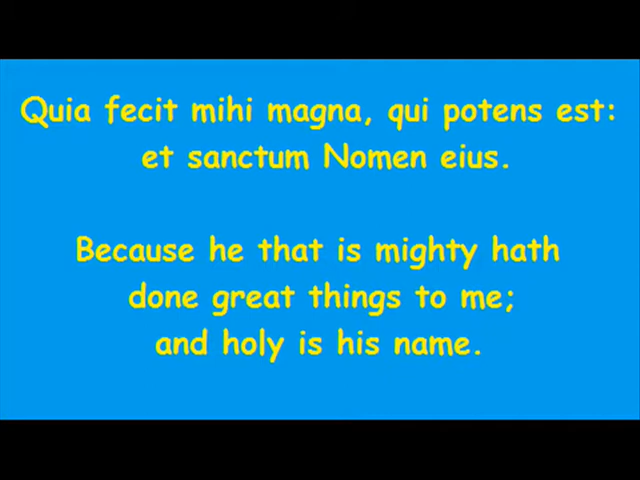 Quia fecit mihi magna, qui potens est:
et sanctum Nomen eius.
Because he that is mighty hath
done great things to me;
and holy is his name.